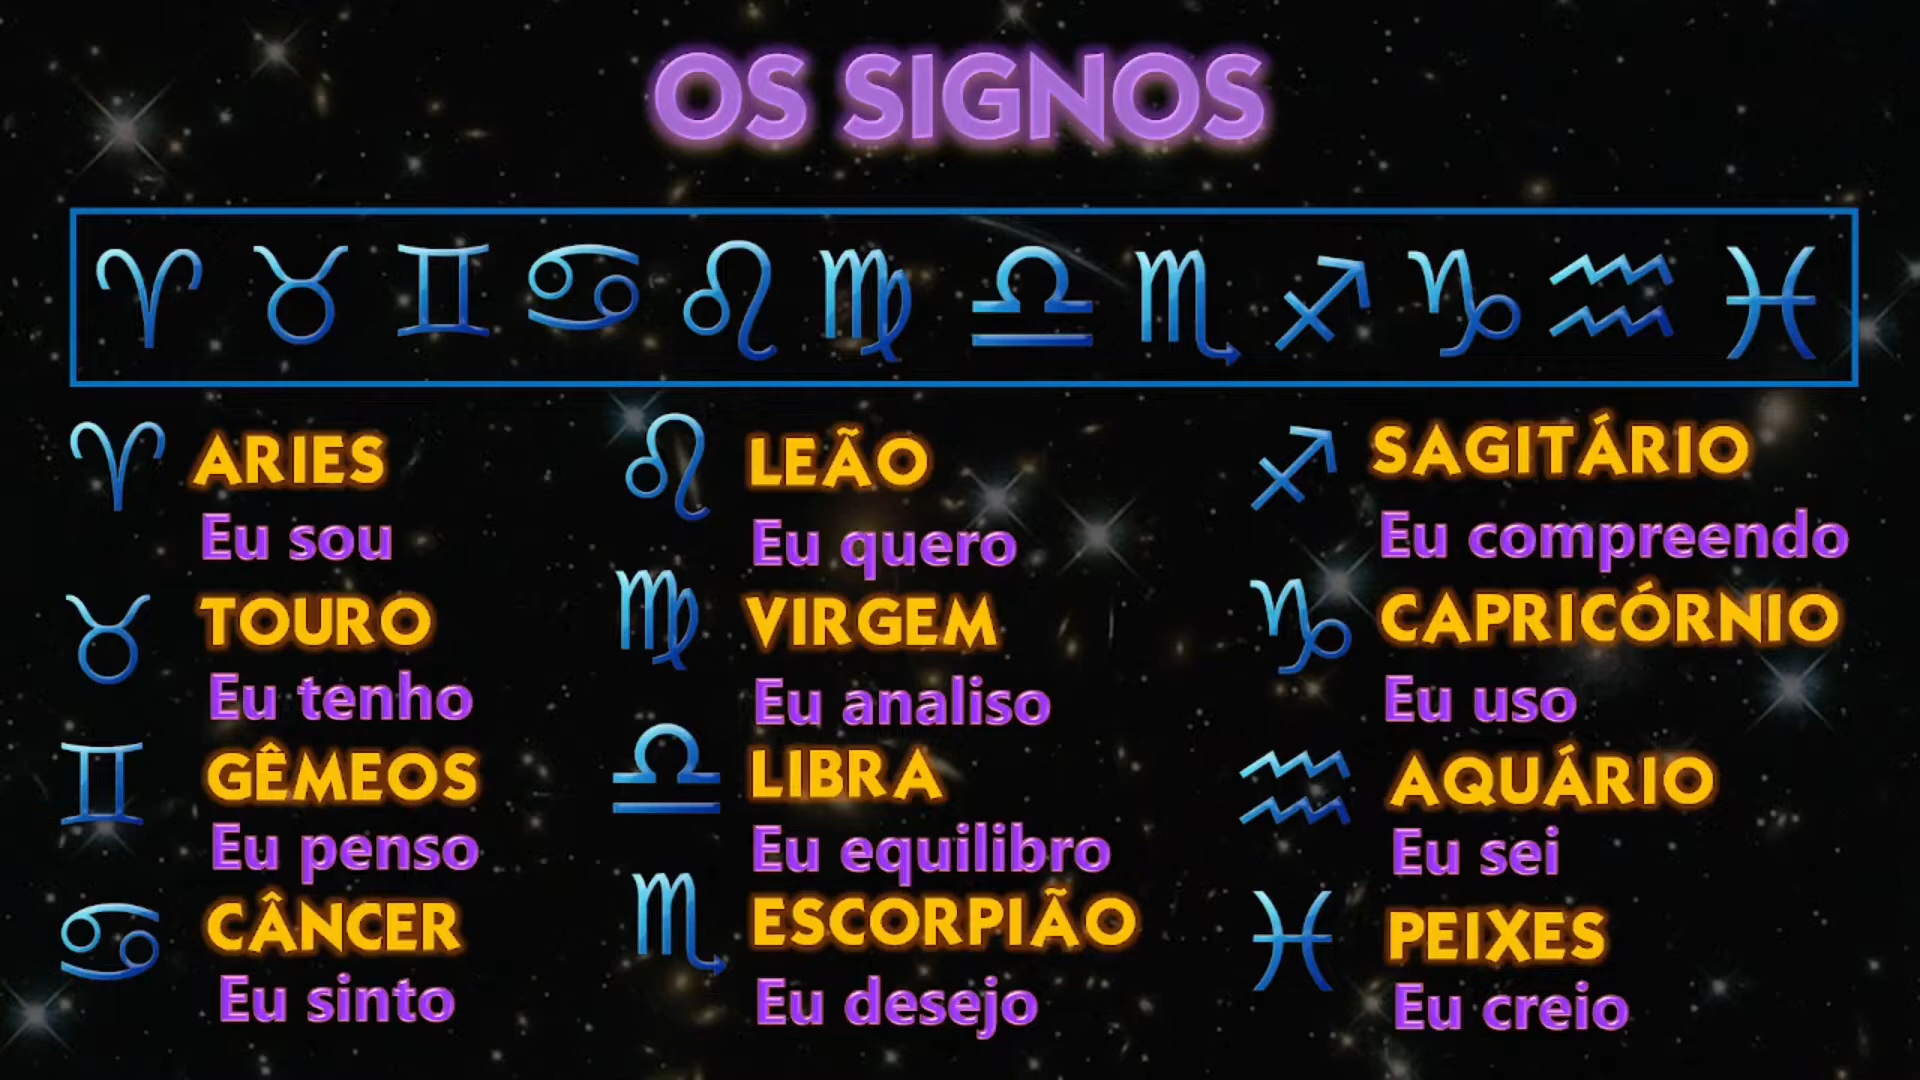 OS SIGNOS
♈ ♉ ♊ ♋ ♌ ♍ ♎ ♏ ♐ ♑ ♒ ♓
♈ ARIES
Eu sou
♉ TOURO
Eu tenho
♊ GÊMEOS
Eu penso
♋ CÂNCER
Eu sinto
♌ LEÃO
Eu quero
♍ VIRGEM
Eu analiso
♎ LIBRA
Eu equilibro
♏ ESCORPIÃO
Eu desejo
♐ SAGITÁRIO
Eu compreendo
♑ CAPRICÓRNIO
Eu uso
♒ AQUÁRIO
Eu sei
♓ PEIXES
Eu creio